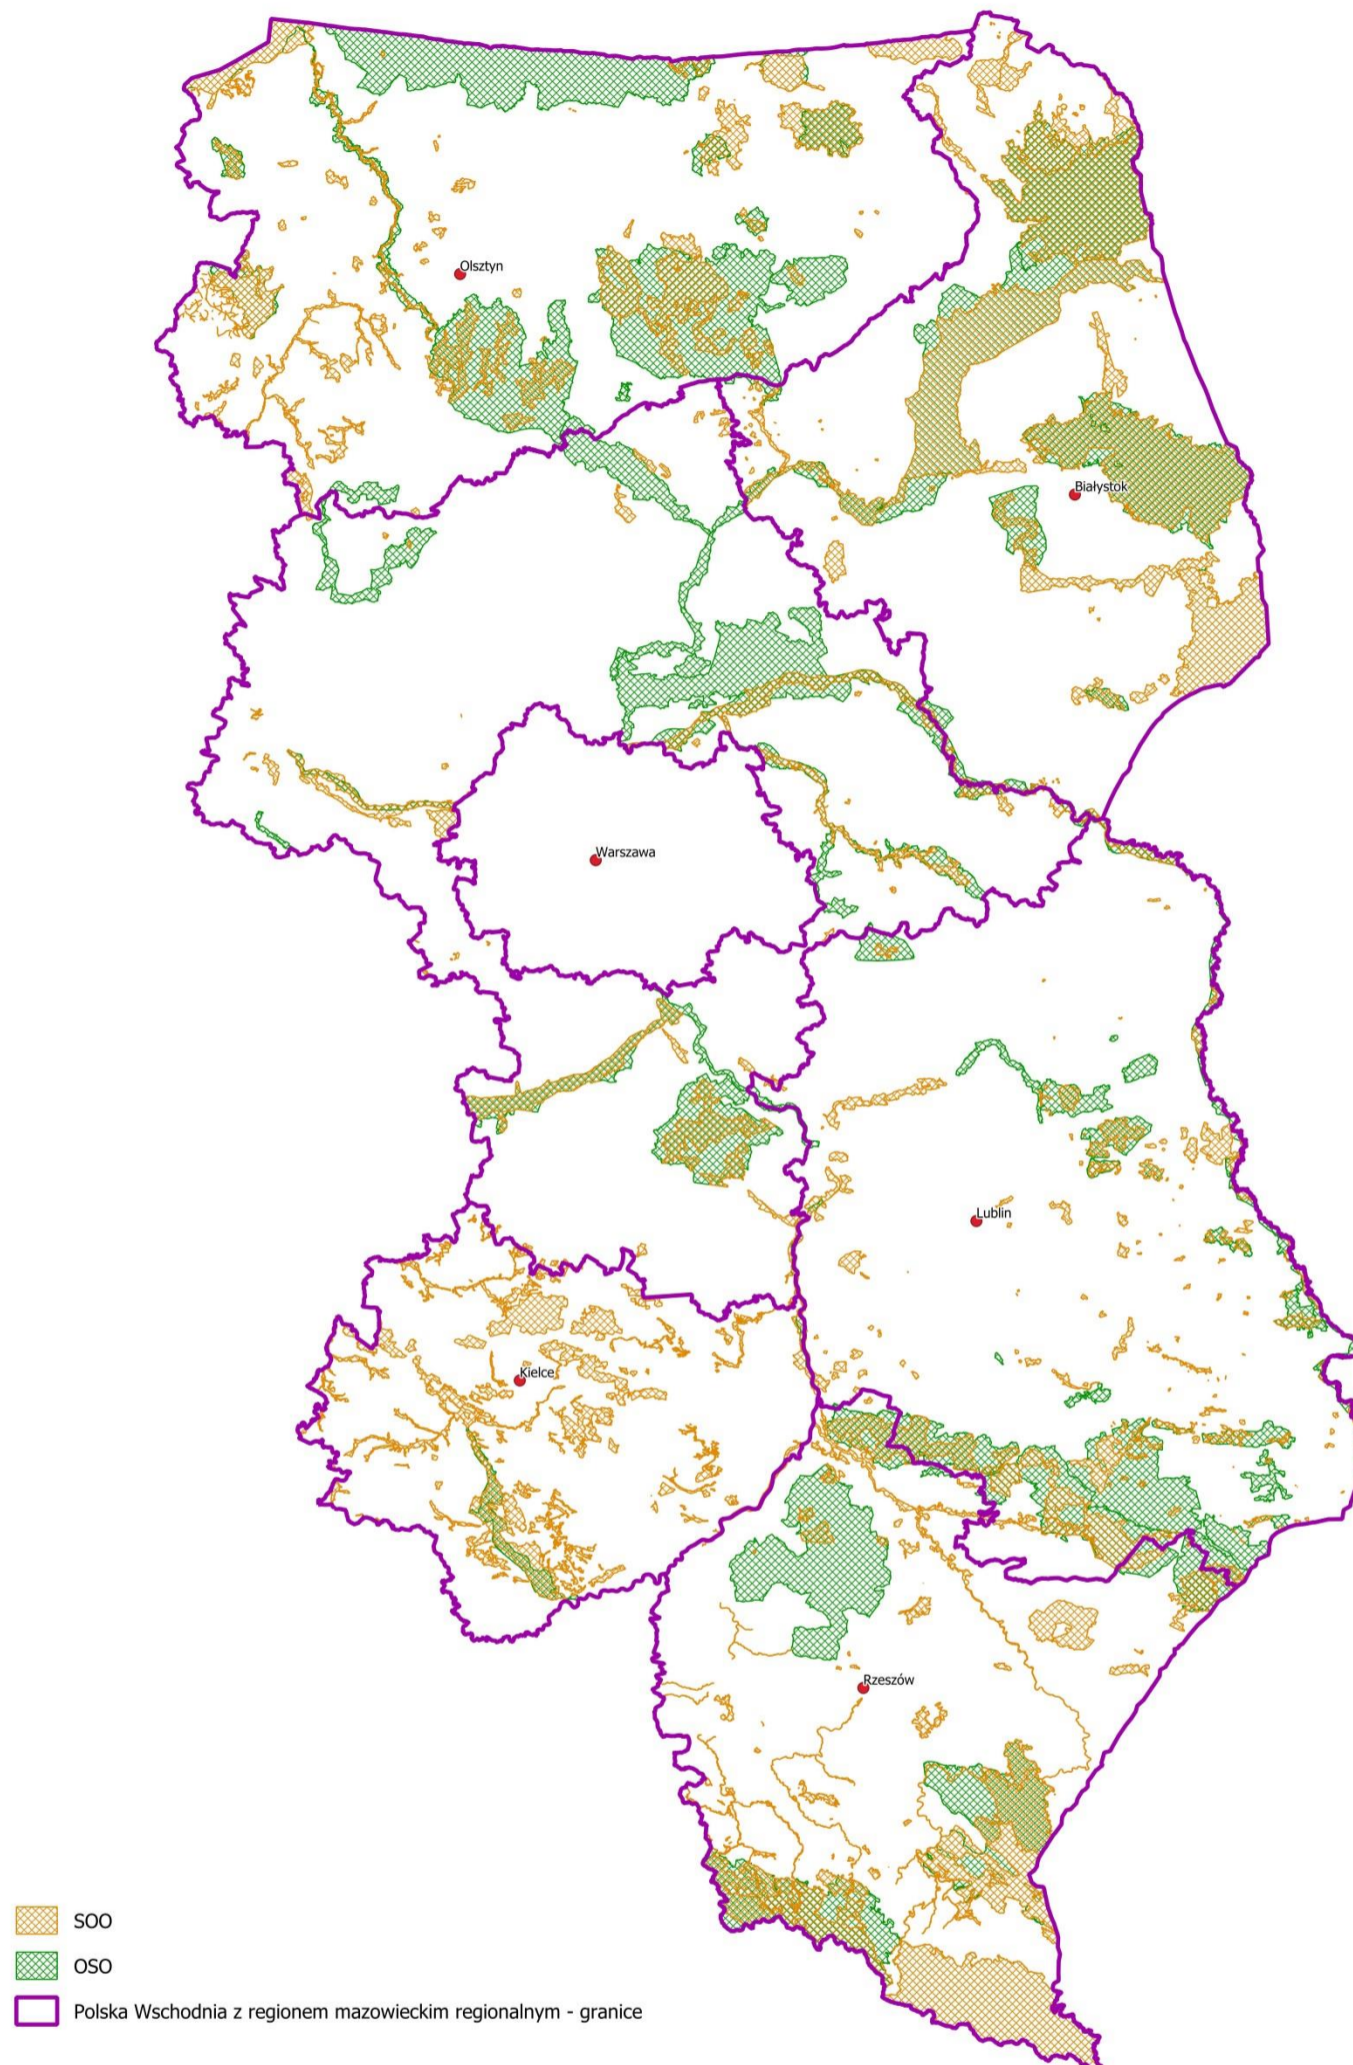 Olsztyn
Białystok
Warszawa
Lublin
Kielce
Rzeszów
SOO
OSO
Polska Wschodnia z regionem mazowieckim regionalnym - granice